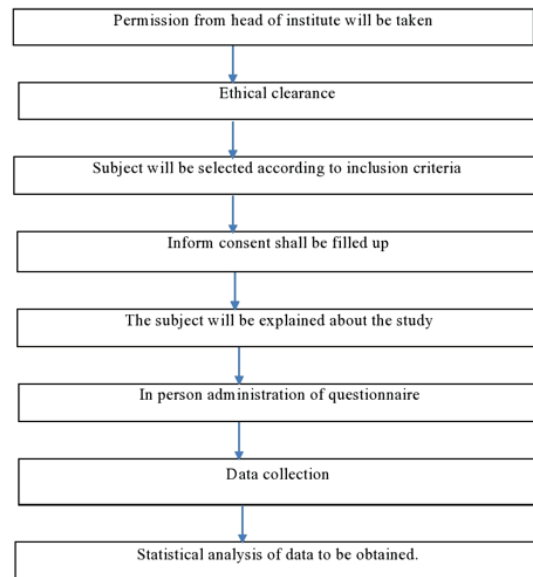 Permission from head of institute will be taken
Ethical clearance
Subject will be selected according to inclusion criteria
Inform consent shall be filled up
The subject will be explained about the study
In person administration of questionnaire
Data collection
Statistical analysis of data to be obtained.